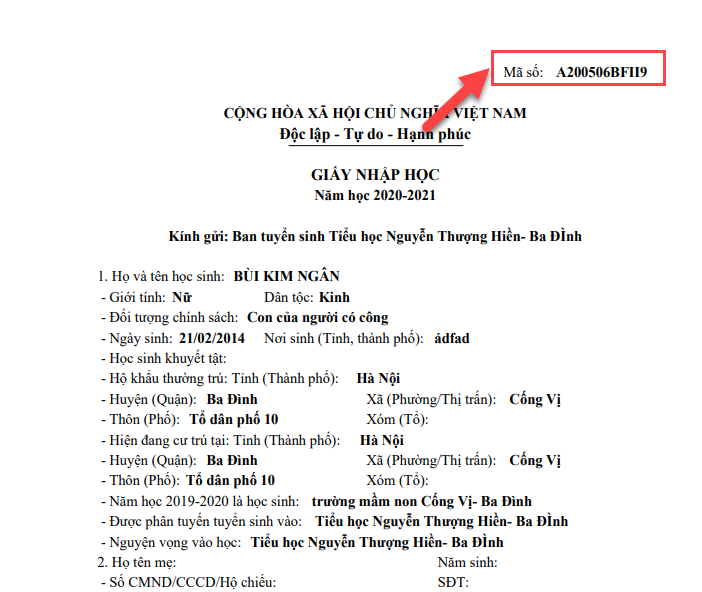 Mã số: A200506BFII9
CỘNG HÒA XÃ HỘI CHỦ NGHĨA VIỆT NAM
Độc lập - Tự do - Hạnh phúc
GIẤY NHẬP HỌC
Năm học 2020-2021
Kính gửi: Ban tuyển sinh Tiểu học Nguyễn Thượng Hiền- Ba ĐÌnh
1. Họ và tên học sinh: BÙI KIM NGÂN
- Giới tính: Nữ Dân tộc: Kinh
- Đối tượng chính sách: Con của người có công
- Ngày sinh: 21/02/2014 Nơi sinh (Tỉnh, thành phố): ádfad
- Học sinh khuyết tật:
- Hộ khẩu thường trú: Tỉnh (Thành phố): Hà Nội
- Huyện (Quận): Ba Đình Xã (Phường/Thị trấn): Cống Vị
- Thôn (Phố): Tổ dân phố 10 Xóm (Tổ):
- Hiện đang cư trú tại: Tỉnh (Thành phố): Hà Nội
- Huyện (Quận): Ba Đình Xã (Phường/Thị trấn): Cống Vị
- Thôn (Phố): Tổ dân phố 10 Xóm (Tổ):
- Năm học 2019-2020 là học sinh: trường mầm non Cống Vị- Ba Đình
- Được phân tuyến tuyển sinh vào: Tiểu học Nguyễn Thượng Hiền- Ba ĐÌnh
- Nguyện vọng vào học: Tiểu học Nguyễn Thượng Hiền- Ba ĐÌnh
2. Họ tên mẹ: Năm sinh:
- Số CMND/CCCD/Hộ chiếu: SĐT: